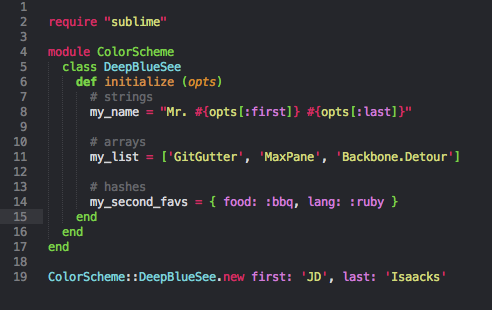 1
2 require "sublime"
3
4 module ColorScheme
5   class DeepBlueSee
6     def initialize (opts)
7       # strings
8       my_name = "Mr. #{opts[:first]} #{opts[:last]}"
9
10       # arrays
11       my_list = ['GitGutter', 'MaxPane', 'Backbone.Detour']
12
13       # hashes
14       my_second_favs = { food: :bbq, lang: :ruby }
15     end
16   end
17 end
18
19 ColorScheme::DeepBlueSee.new first: 'JD', last: 'Isaacks'